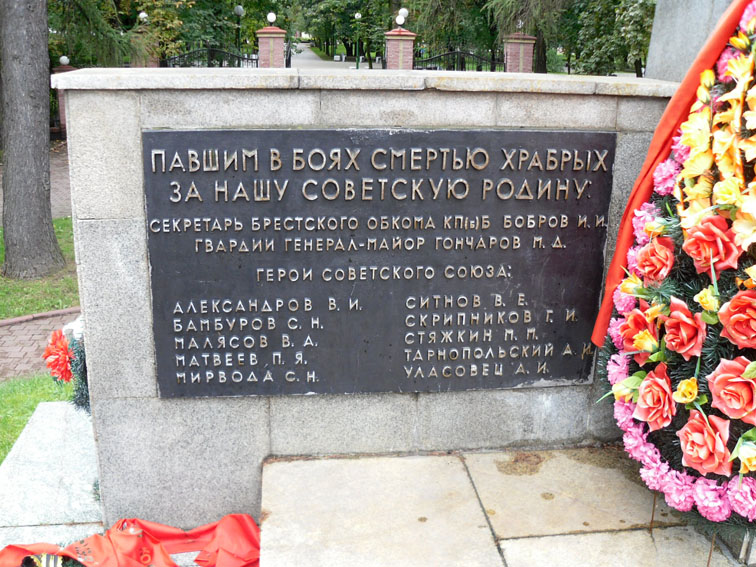 ПАВШИМ В БОЯХ СМЕРТЬЮ ХРАБРЫХ
ЗА НАШУ СОВЕТСКУЮ РОДИНУ:
СЕКРЕТАРЬ БРЕСТСКОГО ОБКОМА КП(б)Б БОБРОВ И. И.
ГВАРДИИ ГЕНЕРАЛ-МАЙОР ГОНЧАРОВ М. Д.
ГЕРОИ СОВЕТСКОГО СОЮЗА:
АЛЕКСАНДРОВ В. И.
БАМБУРОВ С. Н.
МАЛЯСОВ В. А.
МАТВЕЕВ П. Я.
МИРВОДА С. Н.
СИТНОВ В. Е.
СКРИПНИКОВ Г. И.
СТЯЖКИН М. М.
ТАРНОПОЛЬСКИЙ А. И.
УЛАСОВЕЦ А. И.